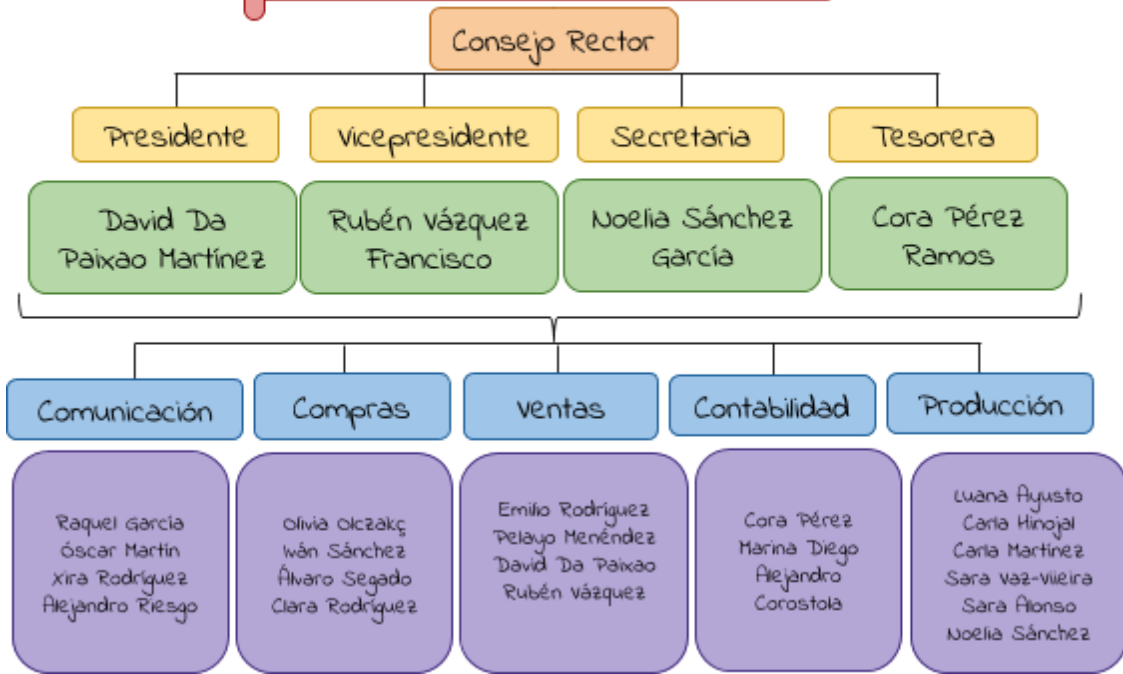 Consejo Rector
Presidente
Vicepresidente
Secretaria
Tesorera
David Da
Paixao Martínez
Rubén Vázquez
Francisco
Noelia Sánchez
García
Cora Pérez
Ramos
Comunicación
Compras
Ventas
Contabilidad
Producción
Raquel García
Óscar Martín
Xira Rodríguez
Alejandro Riesgo
Olivia Olczakç
Iván Sánchez
Álvaro Segado
Clara Rodríguez
Emilio Rodríguez
Pelayo Menéndez
David Da Paixao
Rubén Vázquez
Cora Pérez
Marina Diego
Alejandro
Corostola
Luana Ayusto
Carla Hinojal
Carla Martínez
Sara Vaz-Vileira
Sara Alonso
Noelia Sánchez